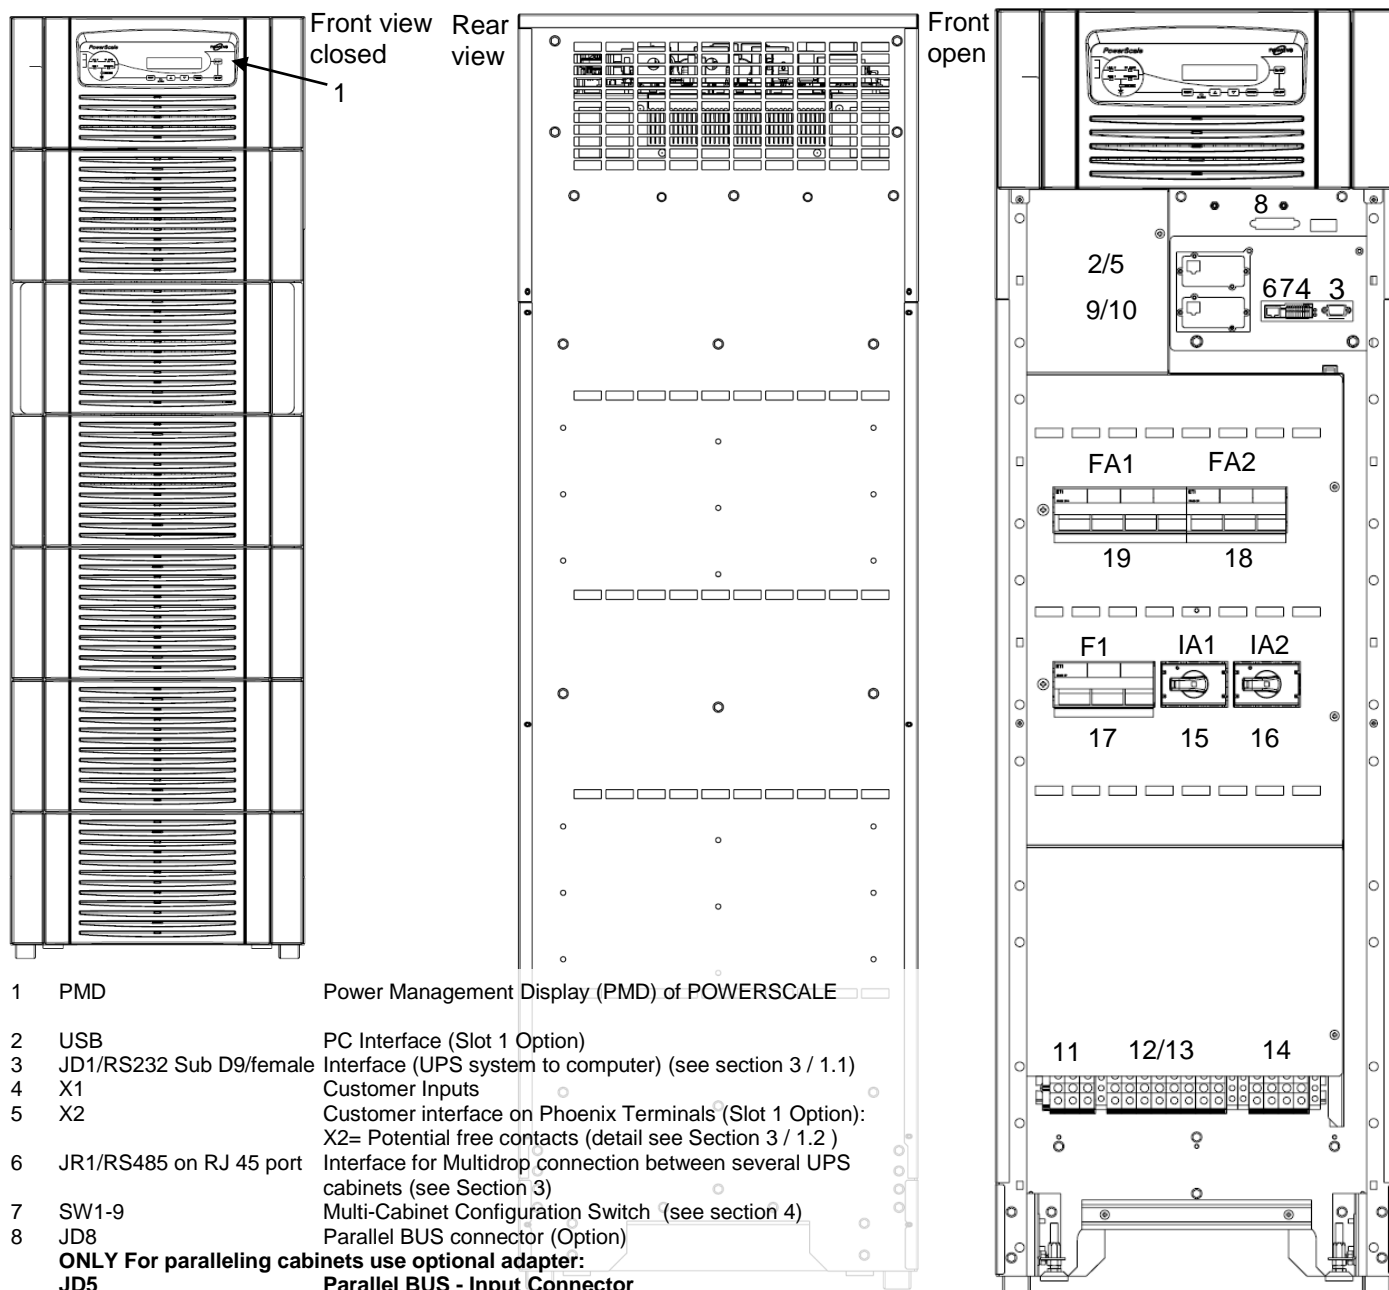 Front view
closed
Rear
view
Front
open
PowerScale
1
PowerScale
8
2/5
9/10
674 3
FA1 FA2
19 18
F1 IA1 IA2
17 15 16
11 12/13 14
1 PMD Power Management Display (PMD) of POWERSCALE
2 USB PC Interface (Slot 1 Option)
3 JD1/RS232 Sub D9/female Interface (UPS system to computer) (see section 3 / 1.1)
4 X1 Customer Inputs
5 X2 Customer interface on Phoenix Terminals (Slot 1 Option):
X2= Potential free contacts (detail see Section 3 / 1.2 )
6 JR1/RS485 on RJ 45 port Interface for Multidrop connection between several UPS
cabinets (see Section 3)
7 SW1-9 Multi-Cabinet Configuration Switch (see section 4)
8 JD8 Parallel BUS connector (Option)
ONLY For paralleling cabinets use optional adapter:
JD5 Parallel BUS - Input Connector